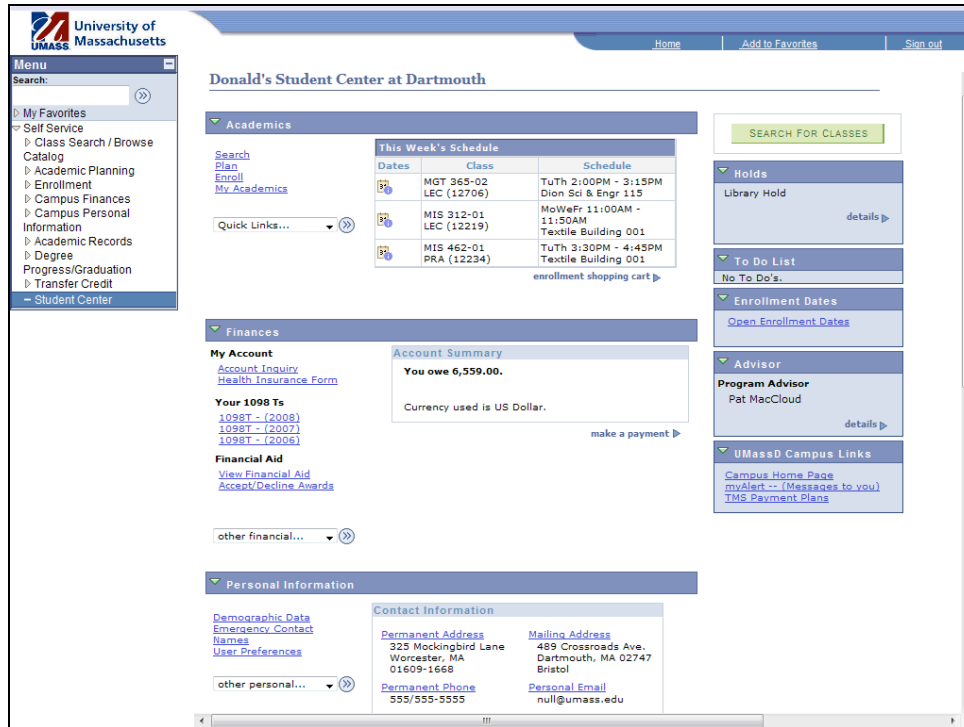 University of
Massachusetts
UMASS
Home
Add to Favorites
Sign out
Menu
Search:
My Favorites
Self Service
Class Search / Browse
Catalog
Academic Planning
Enrollment
Campus Finances
Campus Personal
Information
Academic Records
Degree
Progress/Graduation
Transfer Credit
Student Center
Donald's Student Center at Dartmouth
Academics
Search
Plan
Enroll
My Academics
Quick Links...
This Week's Schedule
Dates Class Schedule
MGT 365-02
LEC (12706)
TuTh 2:00PM - 3:15PM
Dion Sci & Engr 115
MIS 312-01
LEC (12219)
MoWeFr 11:00AM -
11:50AM
Textile Building 001
MIS 462-01
PRA (12234)
TuTh 3:30PM - 4:45PM
Textile Building 001
enrollment shopping cart
Finances
My Account
Account Inquiry
Health Insurance Form
Your 1098 Ts
1098T - (2008)
1098T - (2007)
1098T - (2006)
Financial Aid
View Financial Aid
Accept/Decline Awards
other financial...
Account Summary
You owe 6,559.00.
Currency used is US Dollar.
make a payment
Personal Information
Demographic Data
Emergency Contact
Names
User Preferences
other personal...
Contact Information
Permanent Address
325 Mockingbird Lane
Worcester, MA
01609-1668
Mailing Address
489 Crossroads Ave.
Dartmouth, MA 02747
Bristol
Permanent Phone
555/555-5555
Personal Email
null@umass.edu
SEARCH FOR CLASSES
Holds
Library Hold
details
To Do List
No To Do's.
Enrollment Dates
Open Enrollment Dates
Advisor
Program Advisor
Pat MacCloud
details
UMassD Campus Links
Campus Home Page
myAlert -- (Messages to you)
TMS Payment Plans